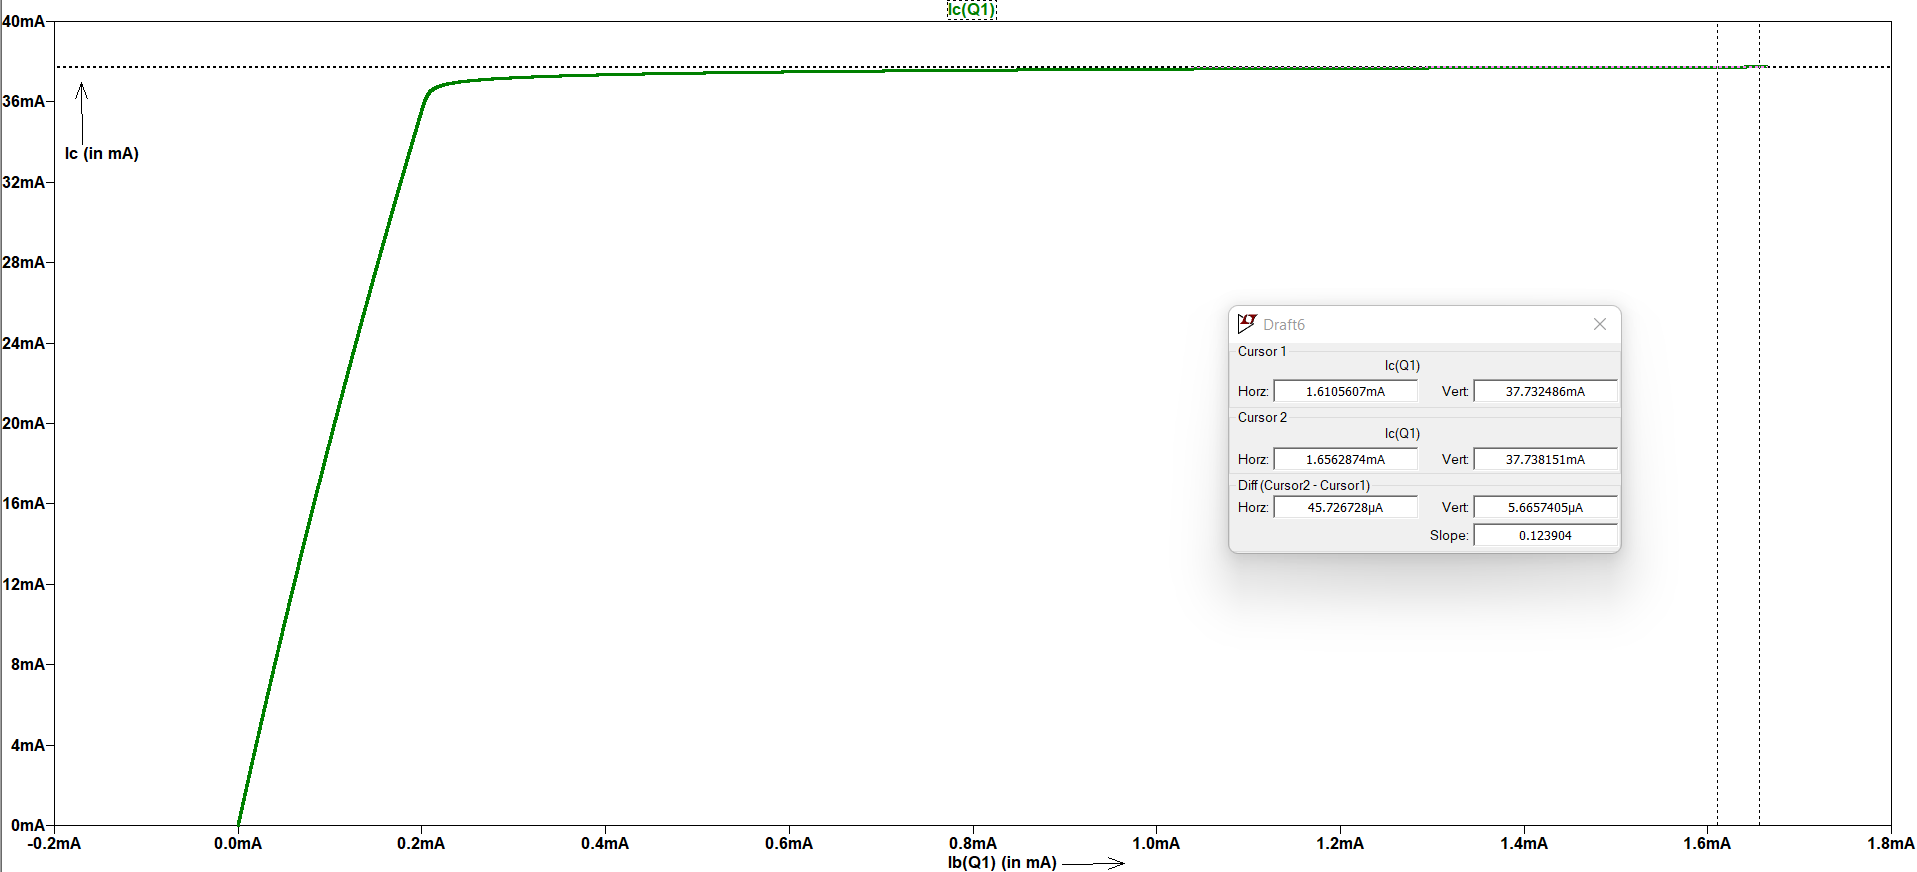 Ic(Q1)
40mA
36mA
Ic (in mA)
32mA
28mA
24mA
20mA
16mA
12mA
8mA
4mA
0mA
-0.2mA 0.0mA 0.2mA 0.4mA 0.6mA 0.8mA 1.0mA 1.2mA 1.4mA 1.6mA 1.8mA
Ib(Q1) (in mA)
Draft6
Cursor 1
Ic(Q1)
Horz: 1.6105607mA Vert: 37.732486mA
Cursor 2
Ic(Q1)
Horz: 1.6562874mA Vert: 37.738151mA
Diff (Cursor2 - Cursor1)
Horz: 45.726728µA Vert: 5.6657405µA
Slope: 0.123904